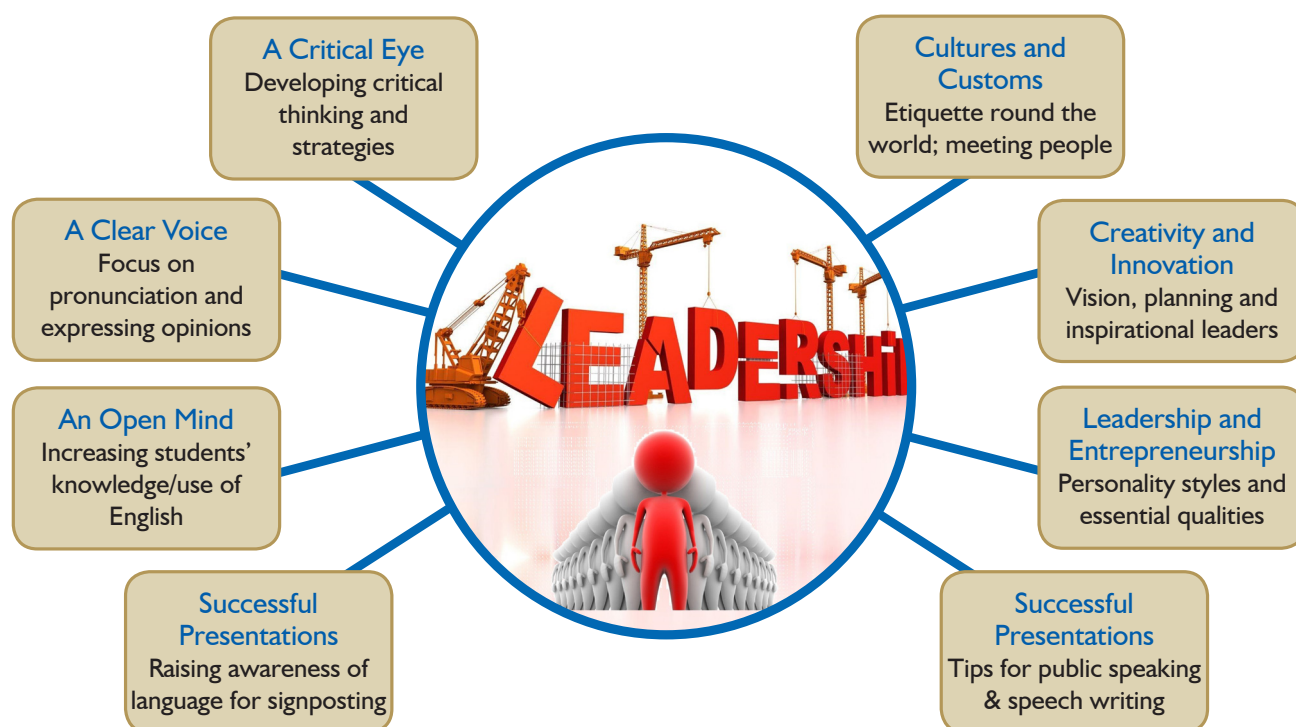 A Critical Eye
Developing critical
thinking and
strategies
Cultures and
Customs
Etiquette round the
world; meeting people
A Clear Voice
Focus on
pronunciation and
expressing opinions
Creativity and
Innovation
Vision, planning and
inspirational leaders
LEADERSHiP
An Open Mind
Increasing students’
knowledge/use of
English
Leadership and
Entrepreneurship
Personality styles and
essential qualities
Successful
Presentations
Raising awareness of
language for signposting
Successful
Presentations
Tips for public speaking
& speech writing